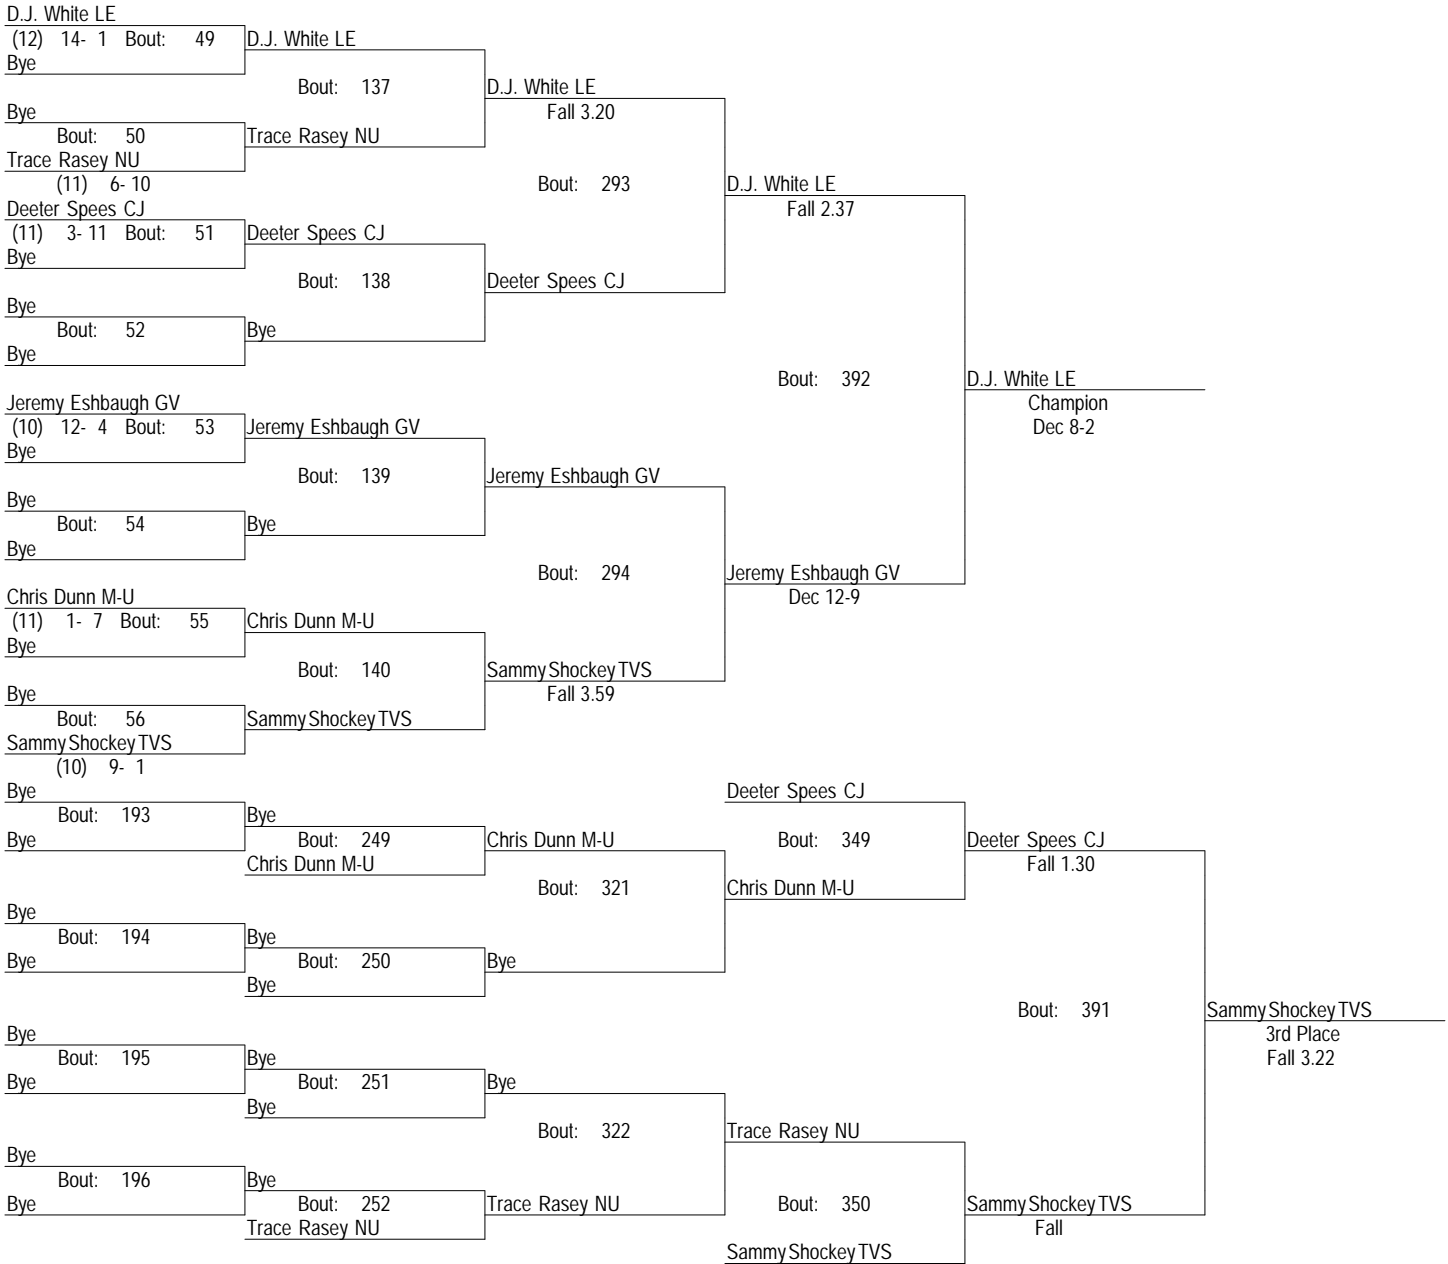 D.J. White LE
(12) 14- 1 Bout: 49 D.J. White LE
Bye
Bout: 137 D.J. White LE
Bye Fall 3.20
Bout: 50 Trace Rasey NU
Trace Rasey NU
(11) 6- 10 Bout: 293 D.J. White LE
Deeter Spees CJ Fall 2.37
(11) 3- 11 Bout: 51 Deeter Spees CJ
Bye
Bout: 138 Deeter Spees CJ
Bye
Bout: 52 Bye
Bye
Bout: 392 D.J. White LE
Jeremy Eshbaugh GV Champion
(10) 12- 4 Bout: 53 Jeremy Eshbaugh GV Dec 8-2
Bye
Bout: 139 Jeremy Eshbaugh GV
Bye
Bout: 54 Bye
Bye
Bout: 294 Jeremy Eshbaugh GV
Chris Dunn M-U Dec 12-9
(11) 1- 7 Bout: 55 Chris Dunn M-U
Bye
Bout: 140 Sammy Shockey TVS
Bye Fall 3.59
Bout: 56 Sammy Shockey TVS
Sammy Shockey TVS
(10) 9- 1
Bye Deeter Spees CJ
Bout: 193 Bye
Bye Bout: 249 Chris Dunn M-U Bout: 349 Deeter Spees CJ
Chris Dunn M-U Fall 1.30
Bout: 321 Chris Dunn M-U
Bye
Bout: 194 Bye
Bye Bout: 250 Bye
Bye
Bout: 391 Sammy Shockey TVS
Bye 3rd Place
Bout: 195 Bye Fall 3.22
Bye Bout: 251 Bye
Bye
Bout: 322 Trace Rasey NU
Bye
Bout: 196 Bye
Bye Bout: 252 Trace Rasey NU Bout: 350 Sammy Shockey TVS
Trace Rasey NU Fall
Sammy Shockey TVS